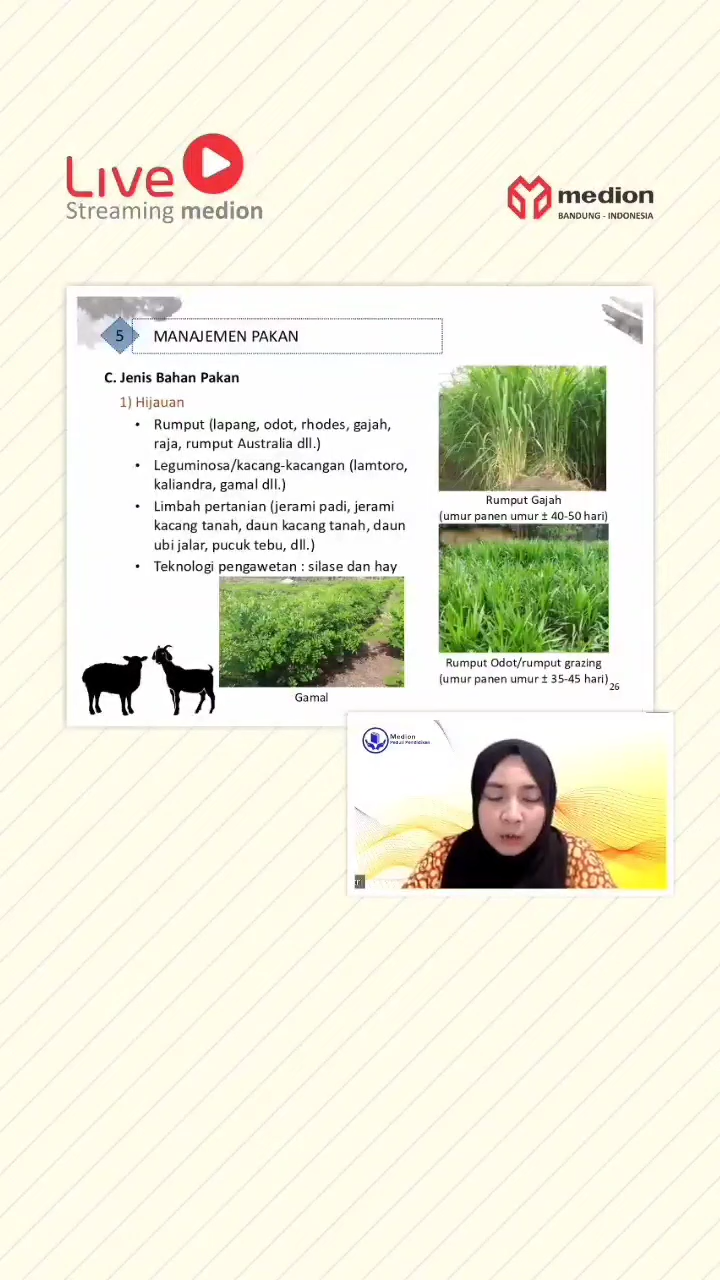 Live
Streaming medion
medion
BANDUNG - INDONESIA
5
MANAJEMEN PAKAN
C. Jenis Bahan Pakan
1) Hijauan
• Rumput (lapang, odot, rhodes, gajah,
raja, rumput Australia dll.)
• Leguminosa/kacang-kacangan (lamtoro,
kaliandra, gamal dll.)
• Limbah pertanian (jerami padi, jerami
kacang tanah, daun kacang tanah, daun
ubi jalar, pucuk tebu, dll.)
• Teknologi pengawetan : silase dan hay
Gamal
Rumput Gajah
(umur panen umur ± 40-50 hari)
Rumput Odot/rumput grazing
(umur panen umur ± 35-45 hari)
26
Medion
Peduli Pendidikan